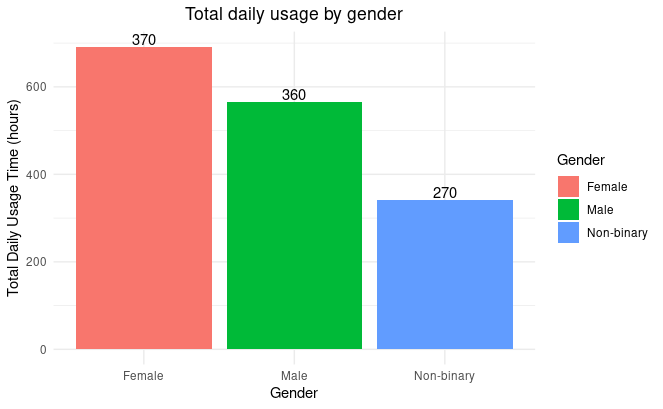 Total daily usage by gender
Total Daily Usage Time (hours)
600
400
200
0
370
360
270
Female
Male
Non-binary
Gender
Gender
Female
Male
Non-binary